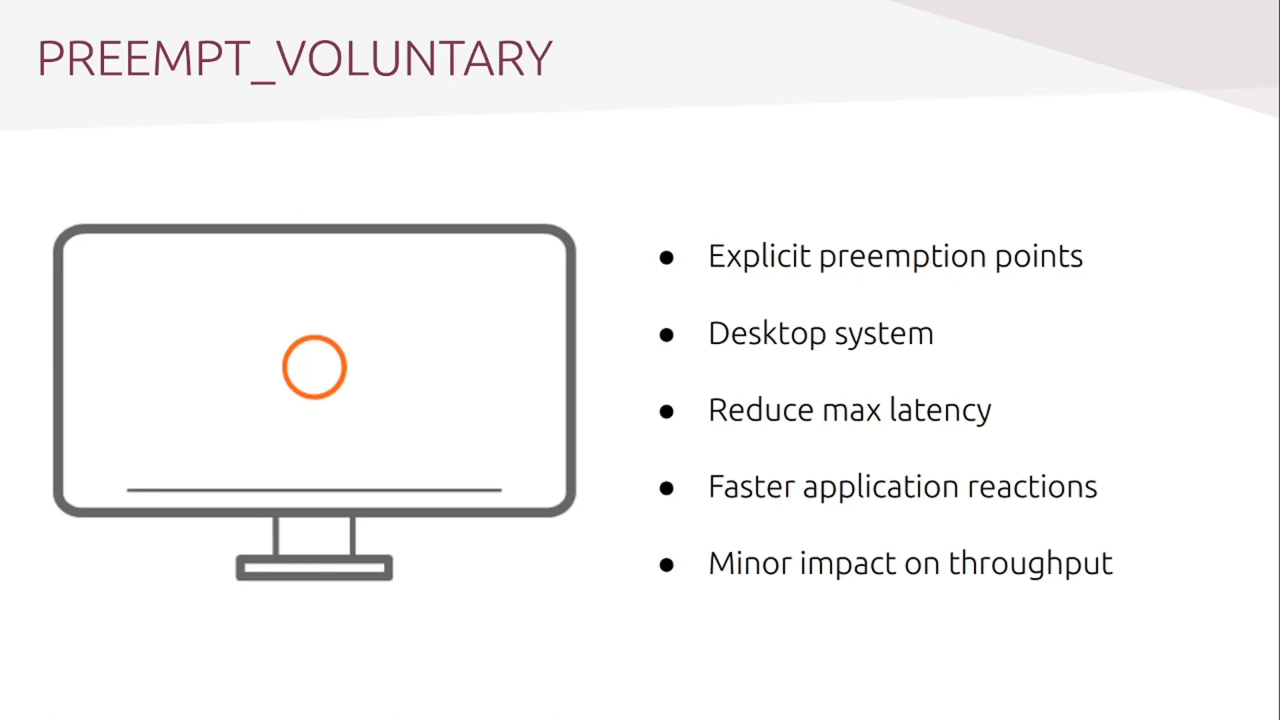 PREEMPT_VOLUNTARY
● Explicit preemption points
● Desktop system
● Reduce max latency
● Faster application reactions
● Minor impact on throughput